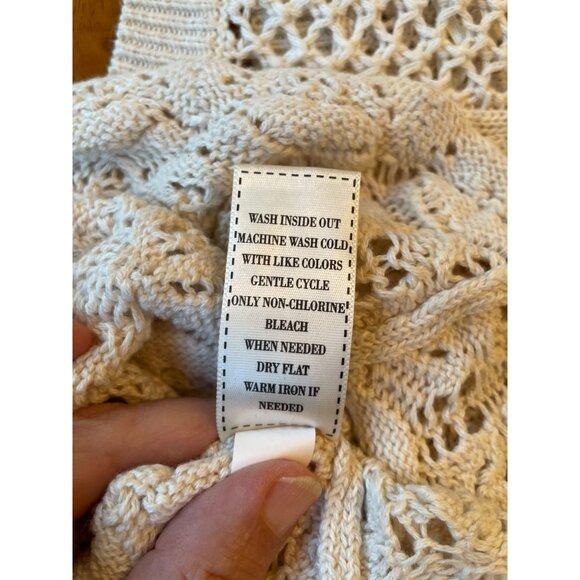 WASH INSIDE OUT
MACHINE WASH COLD
WITH LIKE COLORS
GENTLE CYCLE
ONLY NON-CHLORINE
BLEACH
WHEN NEEDED
DRY FLAT
WARM IRON IF
NEEDED